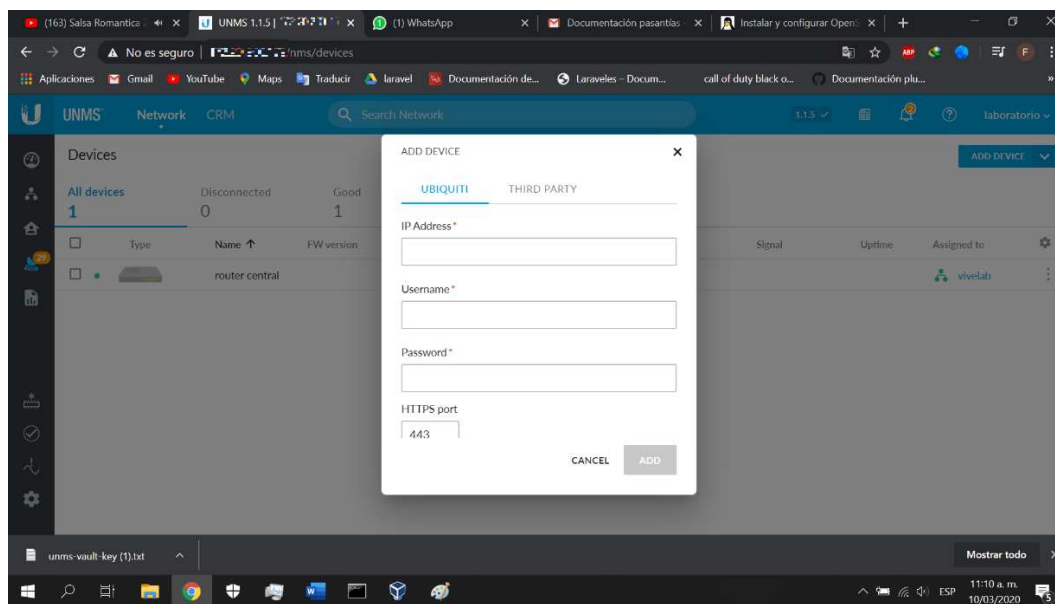 (163) Salsa Romantica
UNMS 1.1.5 |
(1) WhatsApp
Documentación pasantías -
Instalar y configurar Open
No es seguro
/nms/devices
Aplicaciones
Gmail
YouTube
Maps
Traducir
laravel
Documentación de...
Laraveles – Docum...
call of duty black o...
Documentación plu...
UNMS
Network
CRM
Search Network
1.1.5
laboratorio
Devices
ADD DEVICE
All devices
Disconnected
Good
1
0
1
Type
Name
FW version
Signal
Uptime
Assigned to
router central
vivelab
29
ADD DEVICE
UBIQUITI
THIRD PARTY
IP Address*
Username*
Password*
HTTPS port
443
CANCEL
ADD
unms-vault-key (1).txt
Mostrar todo
ESP
11:10 a. m.
10/03/2020